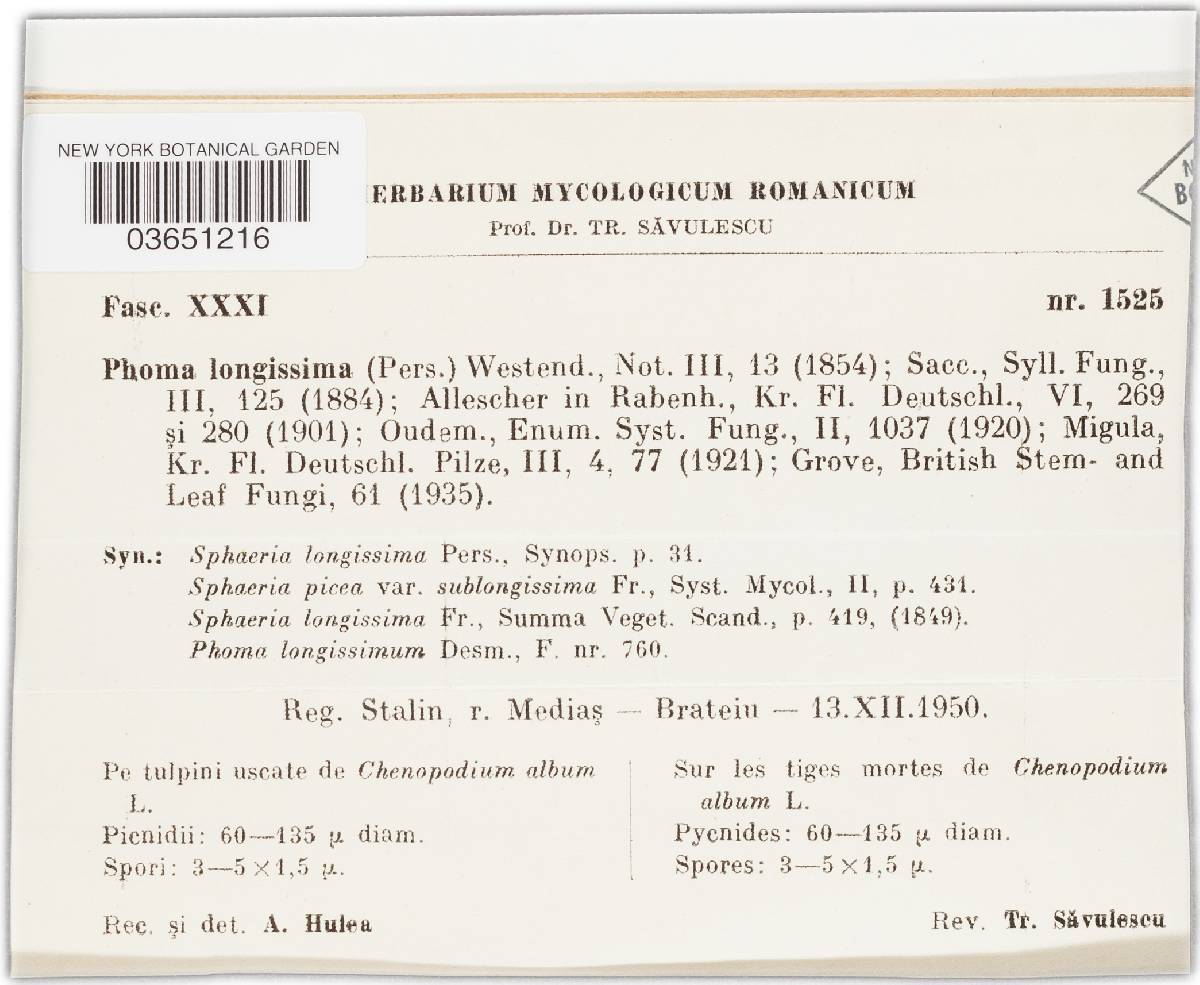 NEW YORK BOTANICAL GARDEN
03651216
ERBARIUM MYCOLOGICUM ROMANICUM
Prof. Dr. TR. SĂVULESCU
Fasc. XXXI nr. 1525
Phoma longissima (Pers.) Westend., Not. III, 13 (1854); Sacc., Syll. Fung.,
III, 125 (1884); Allescher in Rabenh., Kr. Fl. Deutschl., VI, 269
și 280 (1901); Oudem., Enum. Syst. Fung., II, 1037 (1920); Migula,
Kr. Fl. Deutschl. Pilze, III, 4, 77 (1921); Grove, British Stem- and
Leaf Fungi, 61 (1935).
Syn.: Sphaeria longissima Pers., Synops. p. 31.
Sphaeria picea var. sublongissima Fr., Syst. Mycol., II, p. 431.
Sphaeria longissima Fr., Summa Veget. Scand., p. 419, (1849).
Phoma longissimum Desm., F. nr. 760.
Reg. Stalin, r. Mediaș — Brateiu — 13.XII.1950.
Pe tulpini uscate de Chenopodium album
L.
Picnidii: 60—135 µ diam.
Spori: 3—5×1,5 µ.
Sur les tiges mortes de Chenopodium
album L.
Pycnides: 60—135 µ diam.
Spores: 3—5×1,5 µ.
Rec. și det. A. Hulea
Rev. Tr. Săvulescu